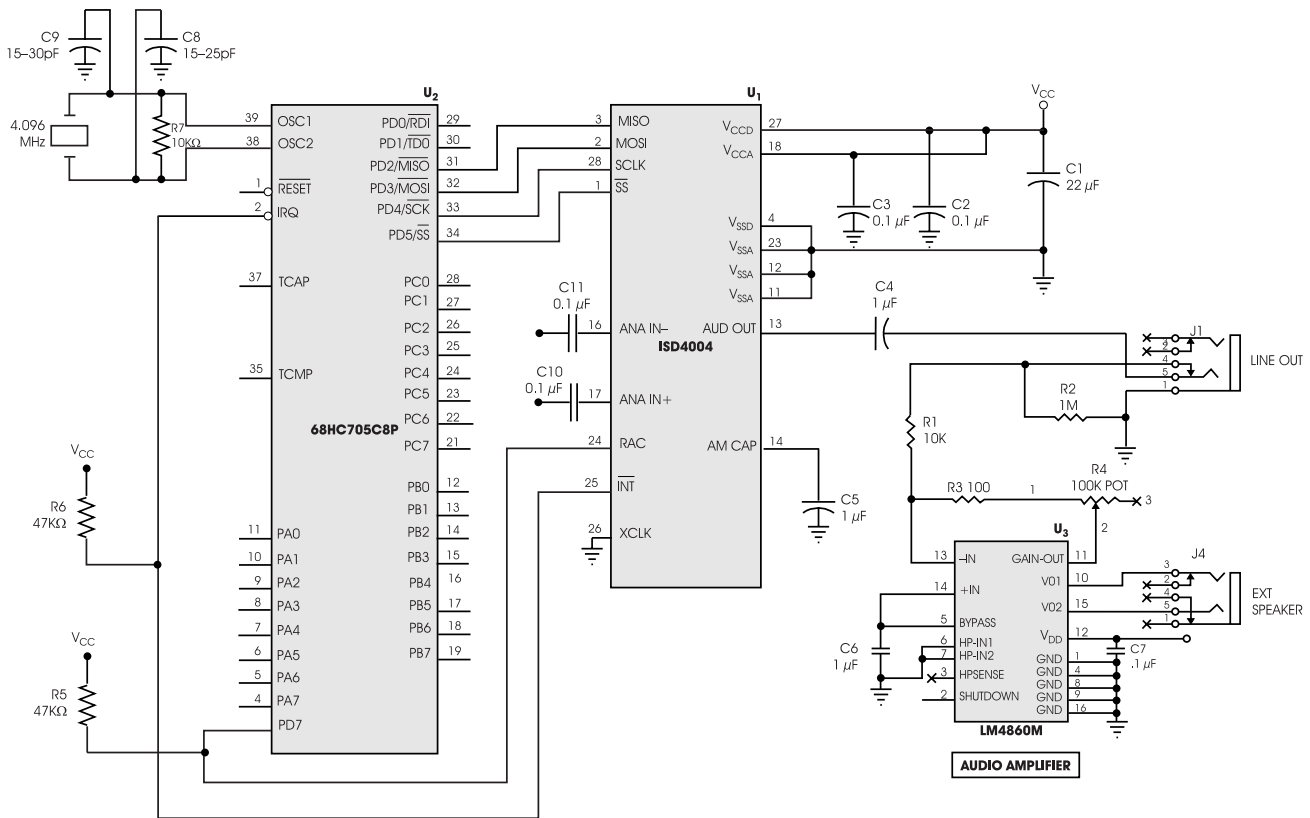 C9
15–30pF
C8
15–25pF
4.096
MHz
R7
10KΩ
U2
39
OSC1
38
OSC2
1
RESET
2
IRQ
37
TCAP
35
TCMP
68HC705C8P
11
PA0
10
PA1
9
PA2
8
PA3
7
PA4
6
PA5
5
PA6
4
PA7
PD7
PD0/RDI
29
PD1/TD0
30
PD2/MISO
31
PD3/MOSI
32
PD4/SCK
33
PD5/SS
34
PC0
28
PC1
27
PC2
26
PC3
25
PC4
24
PC5
23
PC6
22
PC7
21
PB0
12
PB1
13
PB2
14
PB3
15
PB4
16
PB5
17
PB6
18
PB7
19
VCC
R6
47KΩ
VCC
R5
47KΩ
U1
3
MISO
2
MOSI
28
SCLK
1
SS
C11
0.1 µF
16
ANA IN–
C10
0.1 µF
17
ANA IN+
24
RAC
25
INT
26
XCLK
ISD4004
VCCD
27
VCCA
18
VSSD
4
VSSA
23
VSSA
12
VSSA
11
AUD OUT
13
AM CAP
14
VCC
C1
22 µF
C3
0.1 µF
C2
0.1 µF
C4
1 µF
C5
1 µF
J1
2
4
5
1
LINE OUT
R2
1M
R1
10K
R3 100
1
R4
100K POT
3
2
U3
13
–IN
14
+IN
5
BYPASS
6
HP-IN1
7
HP-IN2
3
HPSENSE
2
SHUTDOWN
GAIN-OUT
11
V01
10
V02
15
VDD
12
GND
1
GND
4
GND
8
GND
9
GND
16
LM4860M
C6
1 µF
C7
.1 µF
J4
3
2
4
5
1
EXT
SPEAKER
AUDIO AMPLIFIER